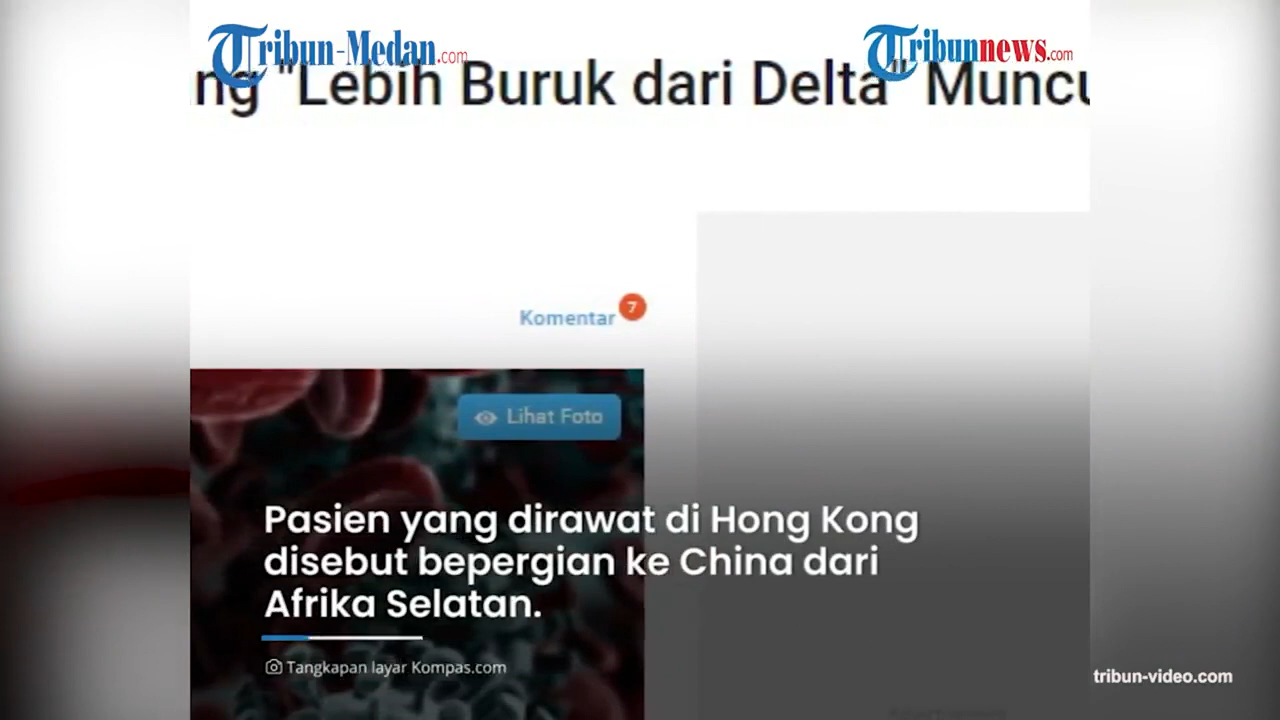 Tribun-Medan.com
Tribunnews.com
ng "Lebih Buruk dari Delta" Muncu
Komentar 7
Lihat Foto
Pasien yang dirawat di Hong Kong
disebut bepergian ke China dari
Afrika Selatan.
Tangkapan layar Kompas.com
tribun-video.com